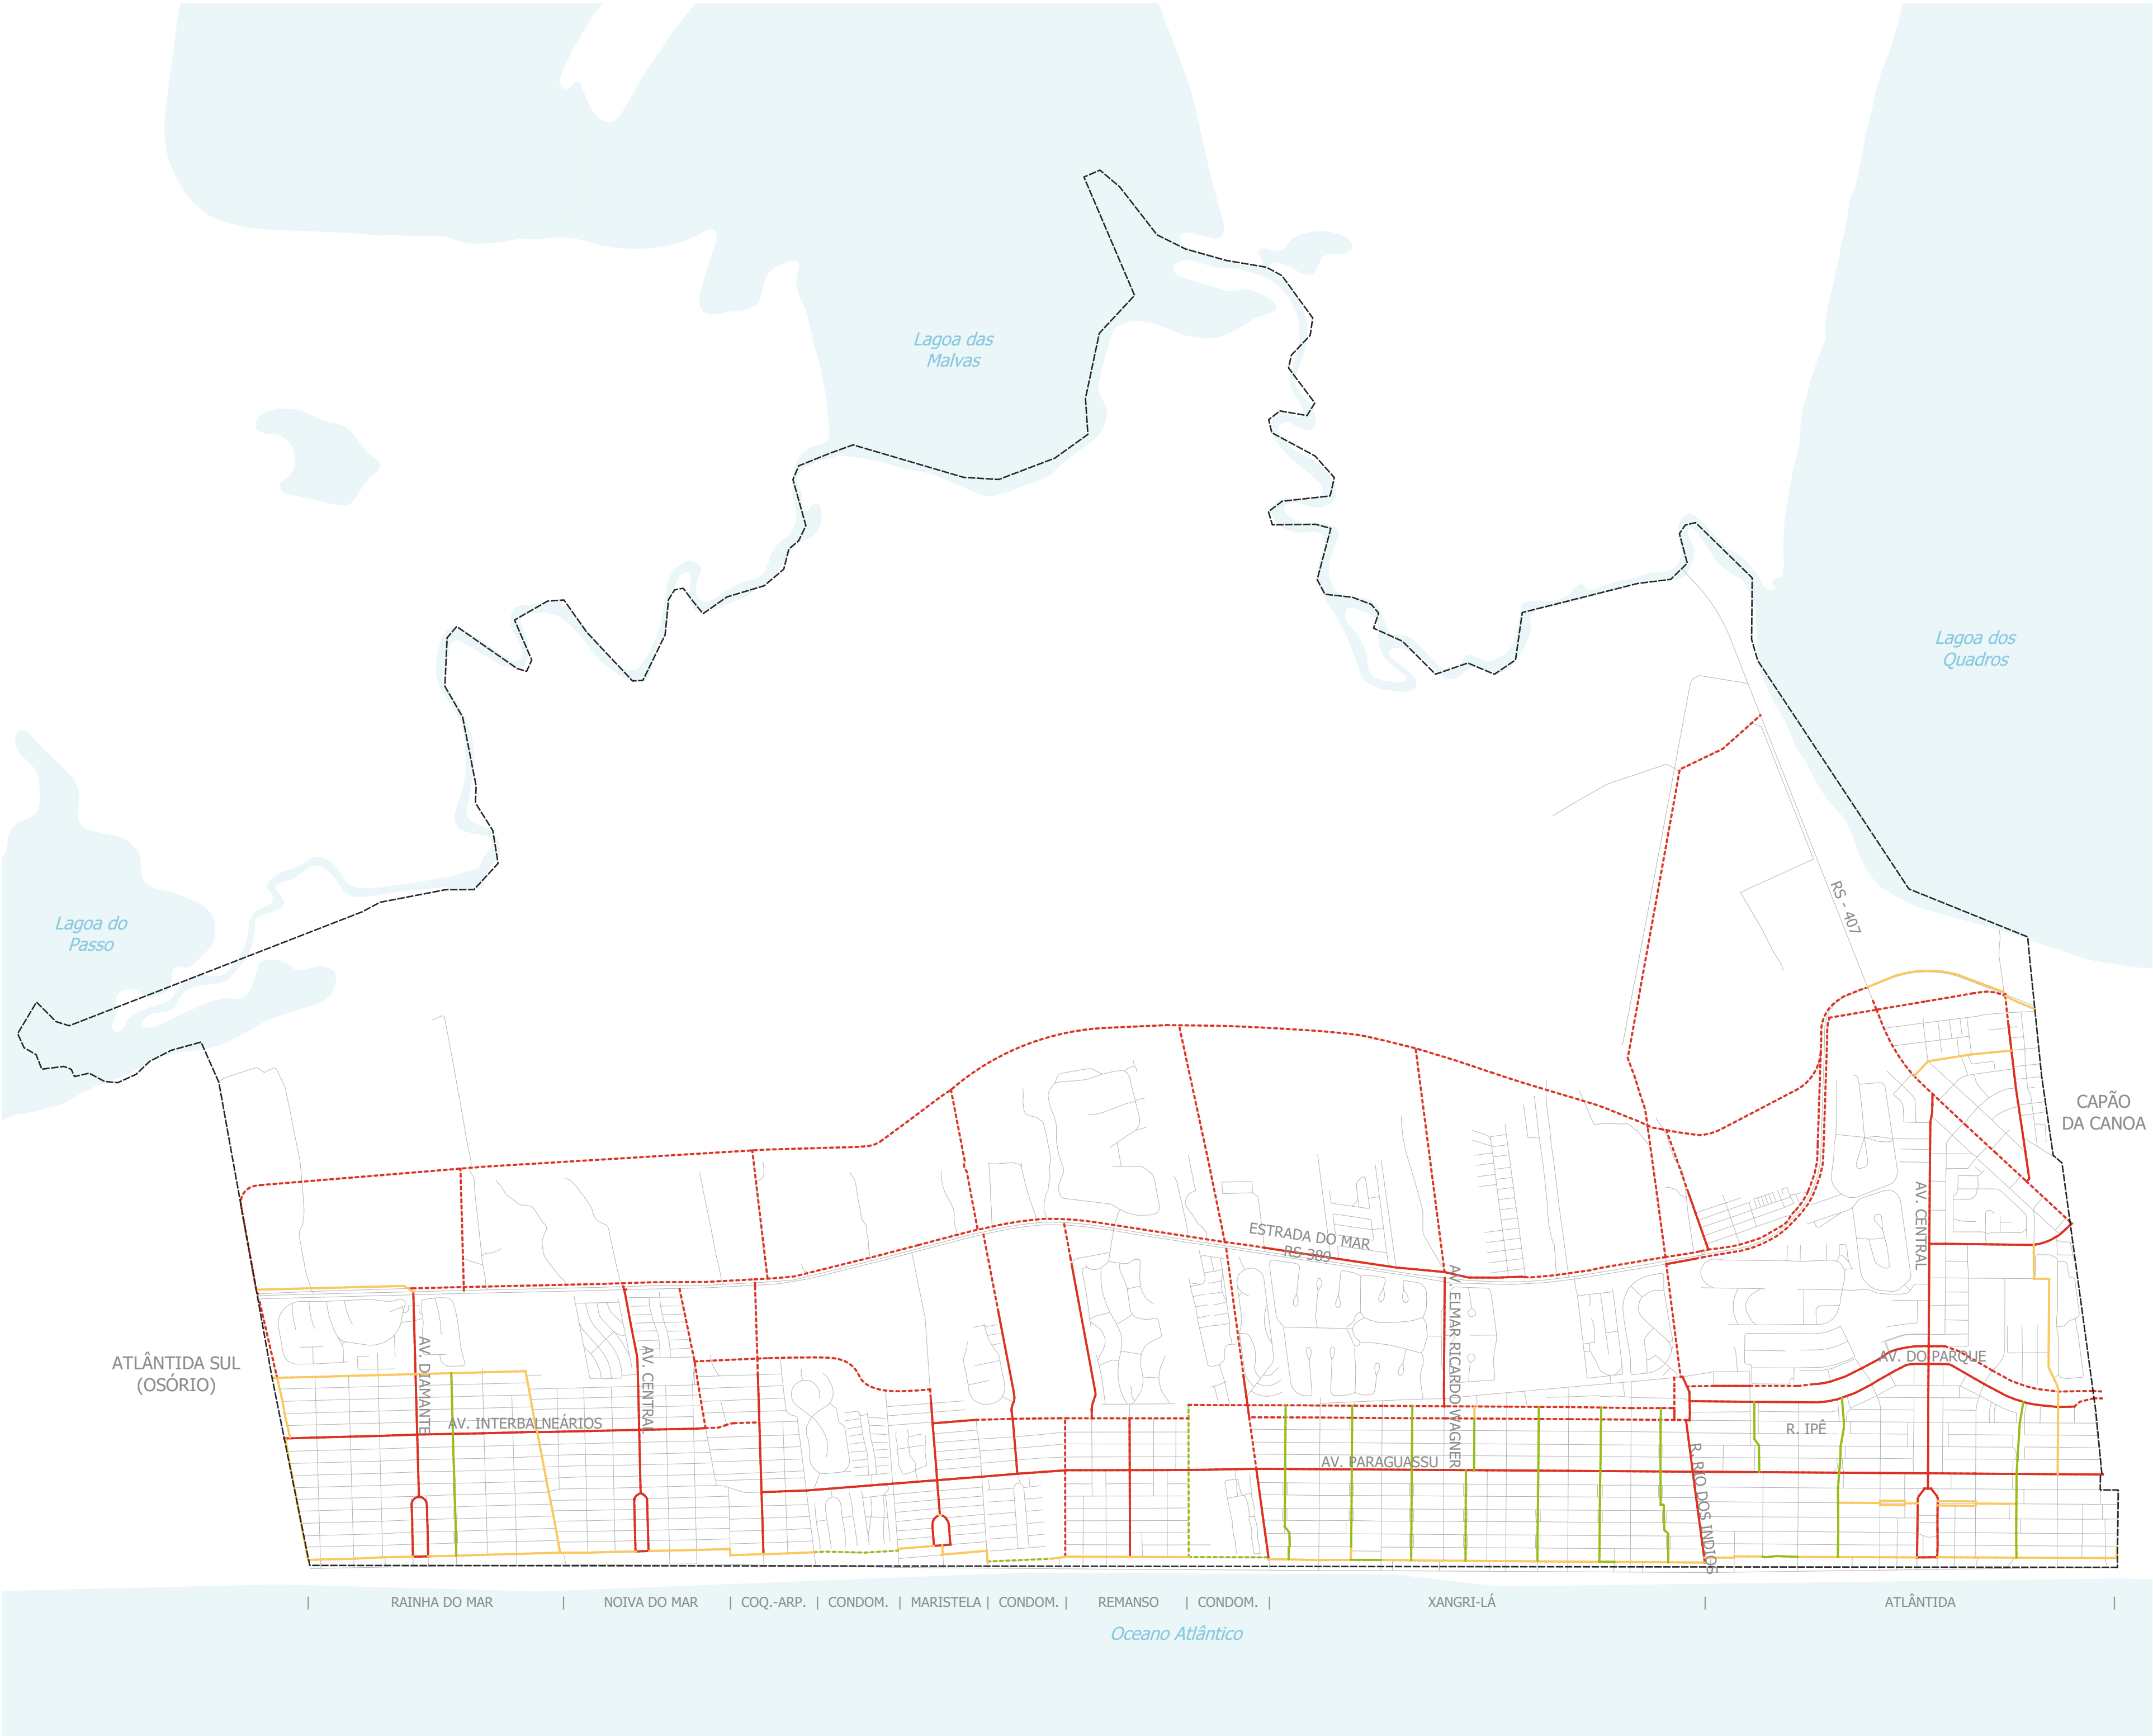 Lagoa das
Malvas
Lagoa dos
Quadros
RS - 407
Lagoa do
Passo
CAPÃO
DA CANOA
AV. CENTRAL
ESTRADA DO MAR
RS 389
AV. ELMAR RICARDO WAGNER
ATLÂNTIDA SUL
(OSÓRIO)
AV. DIAMANTE
AV. CENTRAL
AV. DO PARQUE
AV. INTERBALNEÁRIOS
R. IPÊ
AV. PARAGUASSU
R. RIO DOS INDIOS
| RAINHA DO MAR | NOIVA DO MAR | COQ.-ARP. | CONDOM. | MARISTELA | CONDOM. | REMANSO | CONDOM. | XANGRI-LÁ | ATLÂNTIDA |
Oceano Atlântico